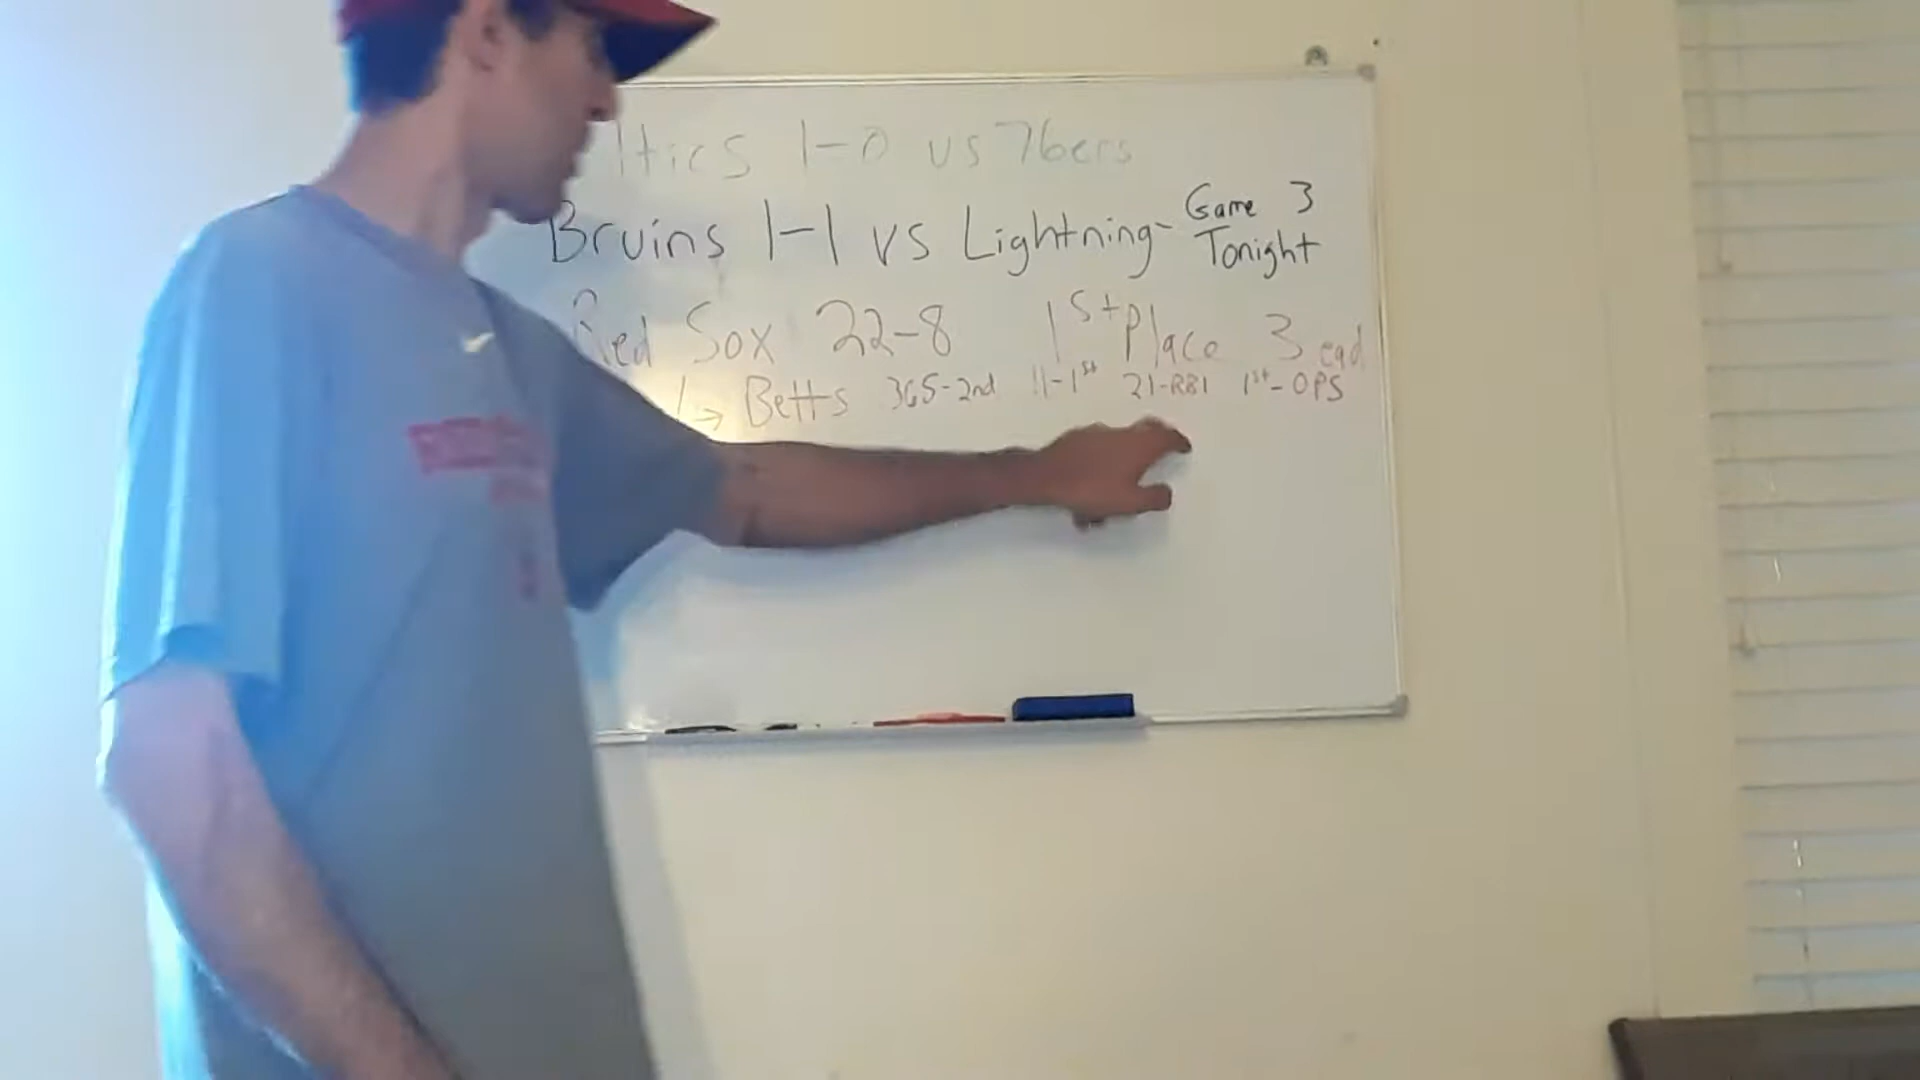 ltics 1-0 vs 76ers
Bruins 1-1 vs Lightning - Game 3 Tonight
Red Sox 22-8 1st Place 3 ead
→ Betts 365-2nd 11-1st 21-RBI 1st-OPS